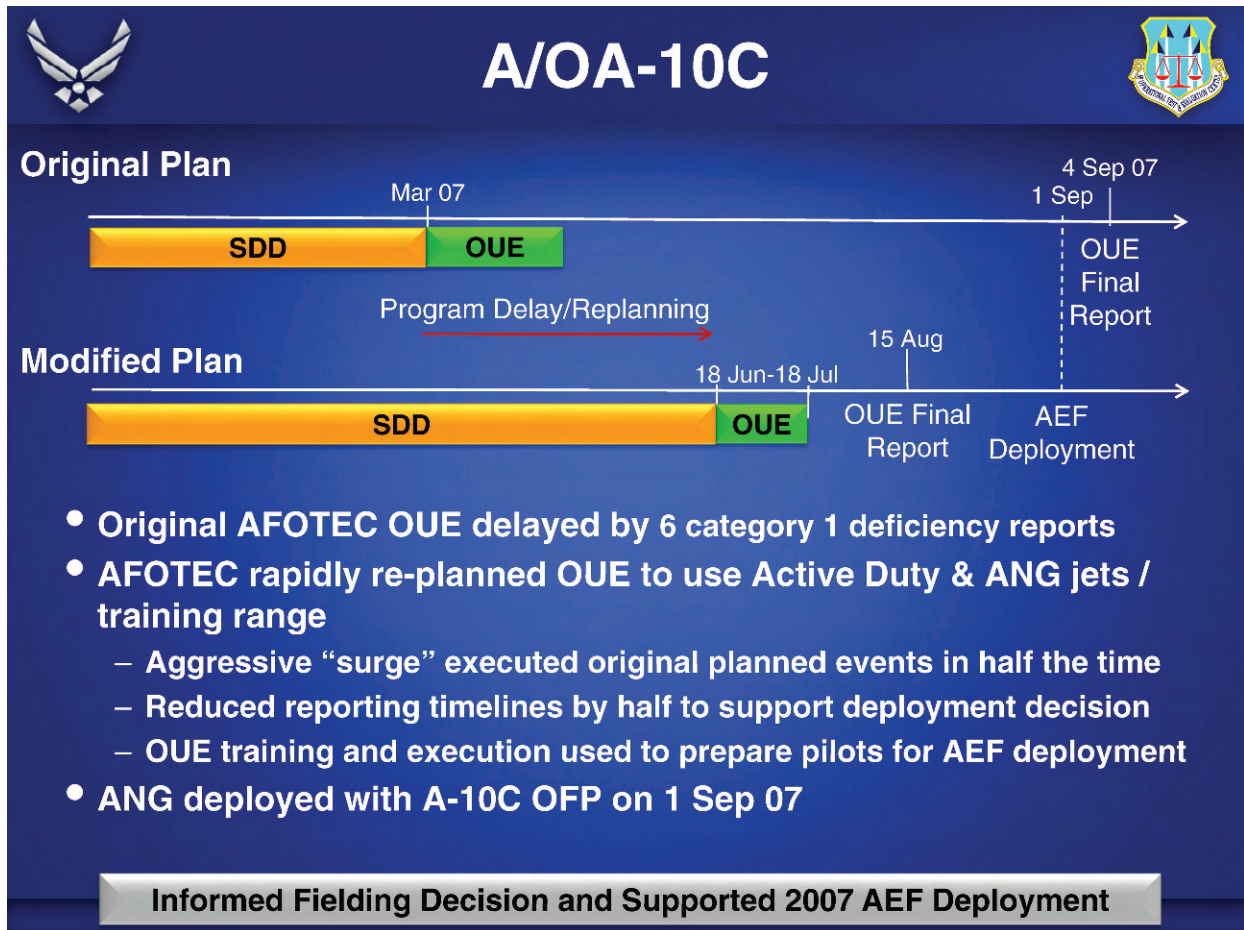 A/OA-10C
Original Plan
4 Sep 07
Mar 07
1 Sep
SDD
OUE
OUE
Final
Report
Program Delay/Replanning
15 Aug
Modified Plan
18 Jun-18 Jul
SDD
OUE
OUE Final
Report
AEF
Deployment
• Original AFOTEC OUE delayed by 6 category 1 deficiency reports
• AFOTEC rapidly re-planned OUE to use Active Duty & ANG jets /
training range
– Aggressive “surge” executed original planned events in half the time
– Reduced reporting timelines by half to support deployment decision
– OUE training and execution used to prepare pilots for AEF deployment
• ANG deployed with A-10C OFP on 1 Sep 07
Informed Fielding Decision and Supported 2007 AEF Deployment